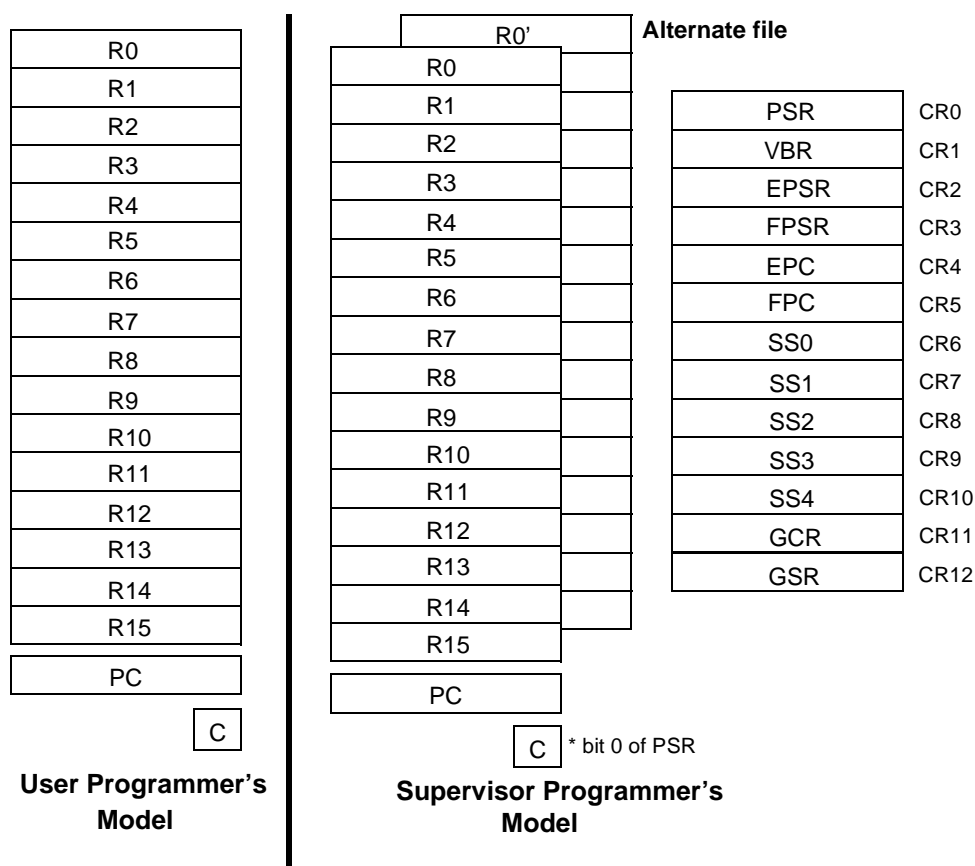 R0
R1
R2
R3
R4
R5
R6
R7
R8
R9
R10
R11
R12
R13
R14
R15
PC
C
User Programmer's
Model
R0’
Alternate file
R0
R1
R2
R3
R4
R5
R6
R7
R8
R9
R10
R11
R12
R13
R14
R15
PC
C * bit 0 of PSR
Supervisor Programmer’s
Model
PSR CR0
VBR CR1
EPSR CR2
FPSR CR3
EPC CR4
FPC CR5
SS0 CR6
SS1 CR7
SS2 CR8
SS3 CR9
SS4 CR10
GCR CR11
GSR CR12